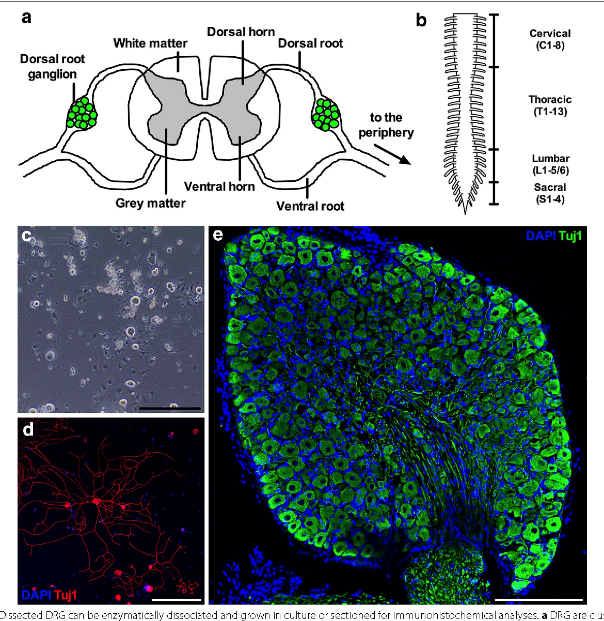 a
Dorsal horn
White matter
Dorsal root
Dorsal root
ganglion
to the
periphery
Ventral horn
Grey matter
Ventral root
b
Cervical
(C1-8)
Thoracic
(T1-13)
Lumbar
(L1-5/6)
Sacral
(S1-4)
c
d
DAPI Tuj1
e
DAPI Tuj1
Dissected DRG can be enzymatically dissociated and grown in culture or sectioned for immunohistochemical analyses. a DRG are clus